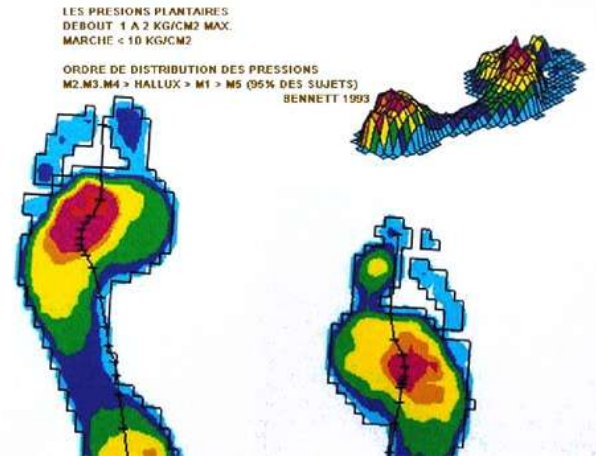 LES PRESIONS PLANTAIRES
DEBOUT 1 A 2 KG/CM2 MAX.
MARCHE < 10 KG/CM2
ORDRE DE DISTRIBUTION DES PRESSIONS
M2.M3.M4 > HALLUX > M1 > M5 (95% DES SUJETS)
BENNETT 1993